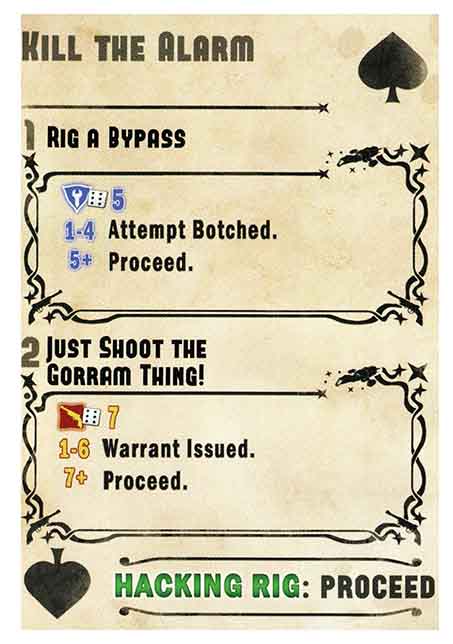 KILL THE ALARM
1 RIG A BYPASS
5
1-4 Attempt Botched.
5+ Proceed.
2 JUST SHOOT THE
GORRAM THING!
7
1-6 Warrant Issued.
7+ Proceed.
HACKING RIG: PROCEED